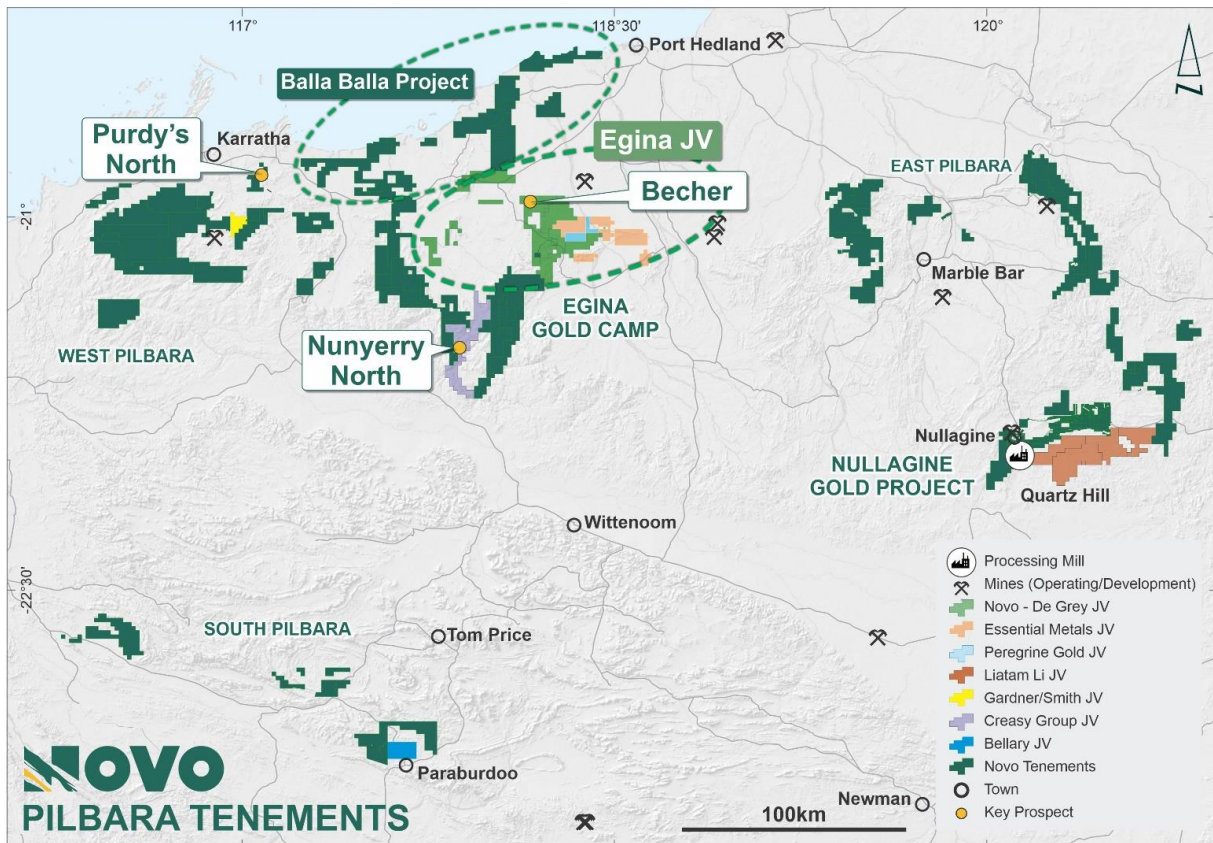 117°
118°30'
120°
Port Hedland
Balla Balla Project
Purdy's
North
Karratha
Egina JV
Becher
EAST PILBARA
N
-21°
Marble Bar
EGINA
GOLD CAMP
WEST PILBARA
Nunyerry
North
Nullagine
NULLAGINE
GOLD PROJECT
Quartz Hill
Wittenoom
-22°30'
SOUTH PILBARA
Tom Price
Paraburdoo
Newman
Processing Mill
Mines (Operating/Development)
Novo - De Grey JV
Essential Metals JV
Peregrine Gold JV
Liatam Li JV
Gardner/Smith JV
Creasy Group JV
Bellary JV
Novo Tenements
Town
Key Prospect
NOVO
PILBARA TENEMENTS
100km